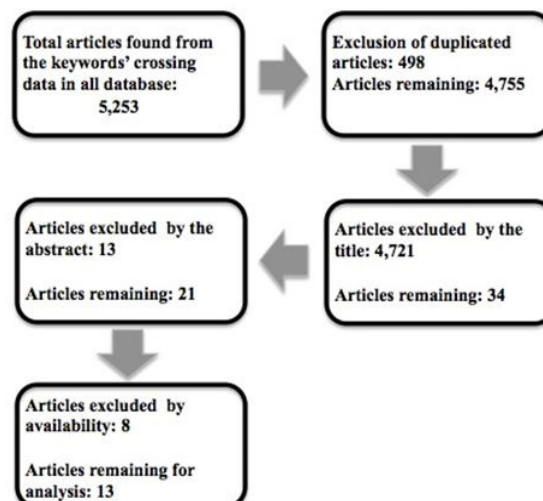 Total articles found from
the keywords' crossing
data in all database:
5,253
Exclusion of duplicated
articles: 498
Articles remaining: 4,755
Articles excluded by the
title: 4,721
Articles remaining: 34
Articles excluded by the
abstract: 13
Articles remaining: 21
Articles excluded by
availability: 8
Articles remaining for
analysis: 13